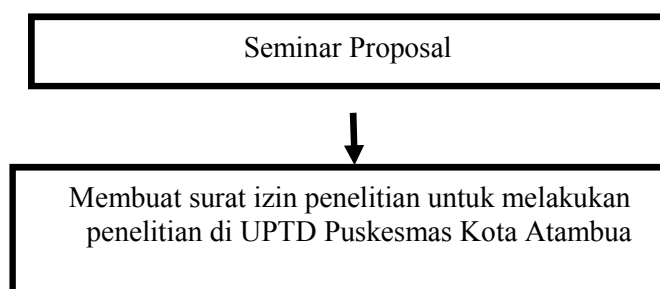 Seminar Proposal
Membuat surat izin penelitian untuk melakukan
penelitian di UPTD Puskesmas Kota Atambua